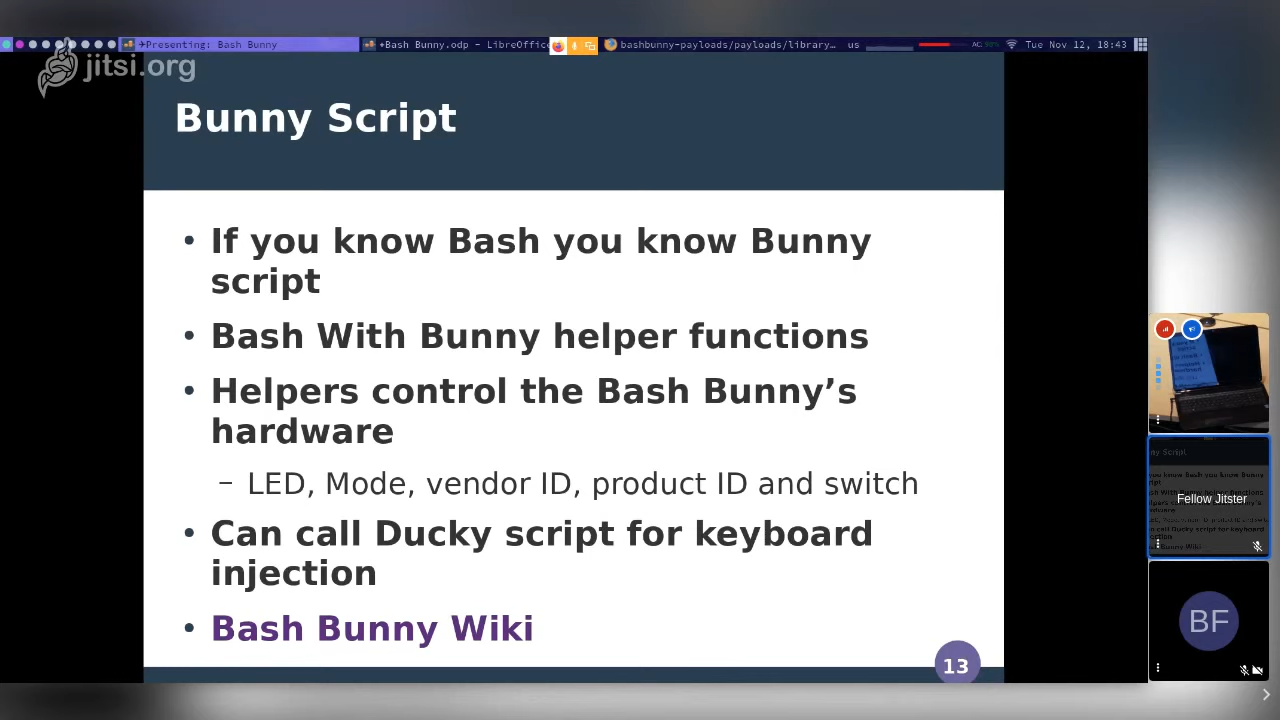 ✈Presenting: Bash Bunny
✦Bash Bunny.odp - LibreOffice
bashbunny-payloads/payloads/library…
us
AC
Tue Nov 12, 18:43
jitsi.org
Bunny Script
• If you know Bash you know Bunny
script
• Bash With Bunny helper functions
• Helpers control the Bash Bunny’s
hardware
– LED, Mode, vendor ID, product ID and switch
• Can call Ducky script for keyboard
injection
• Bash Bunny Wiki
13
Fellow Jitster
BF